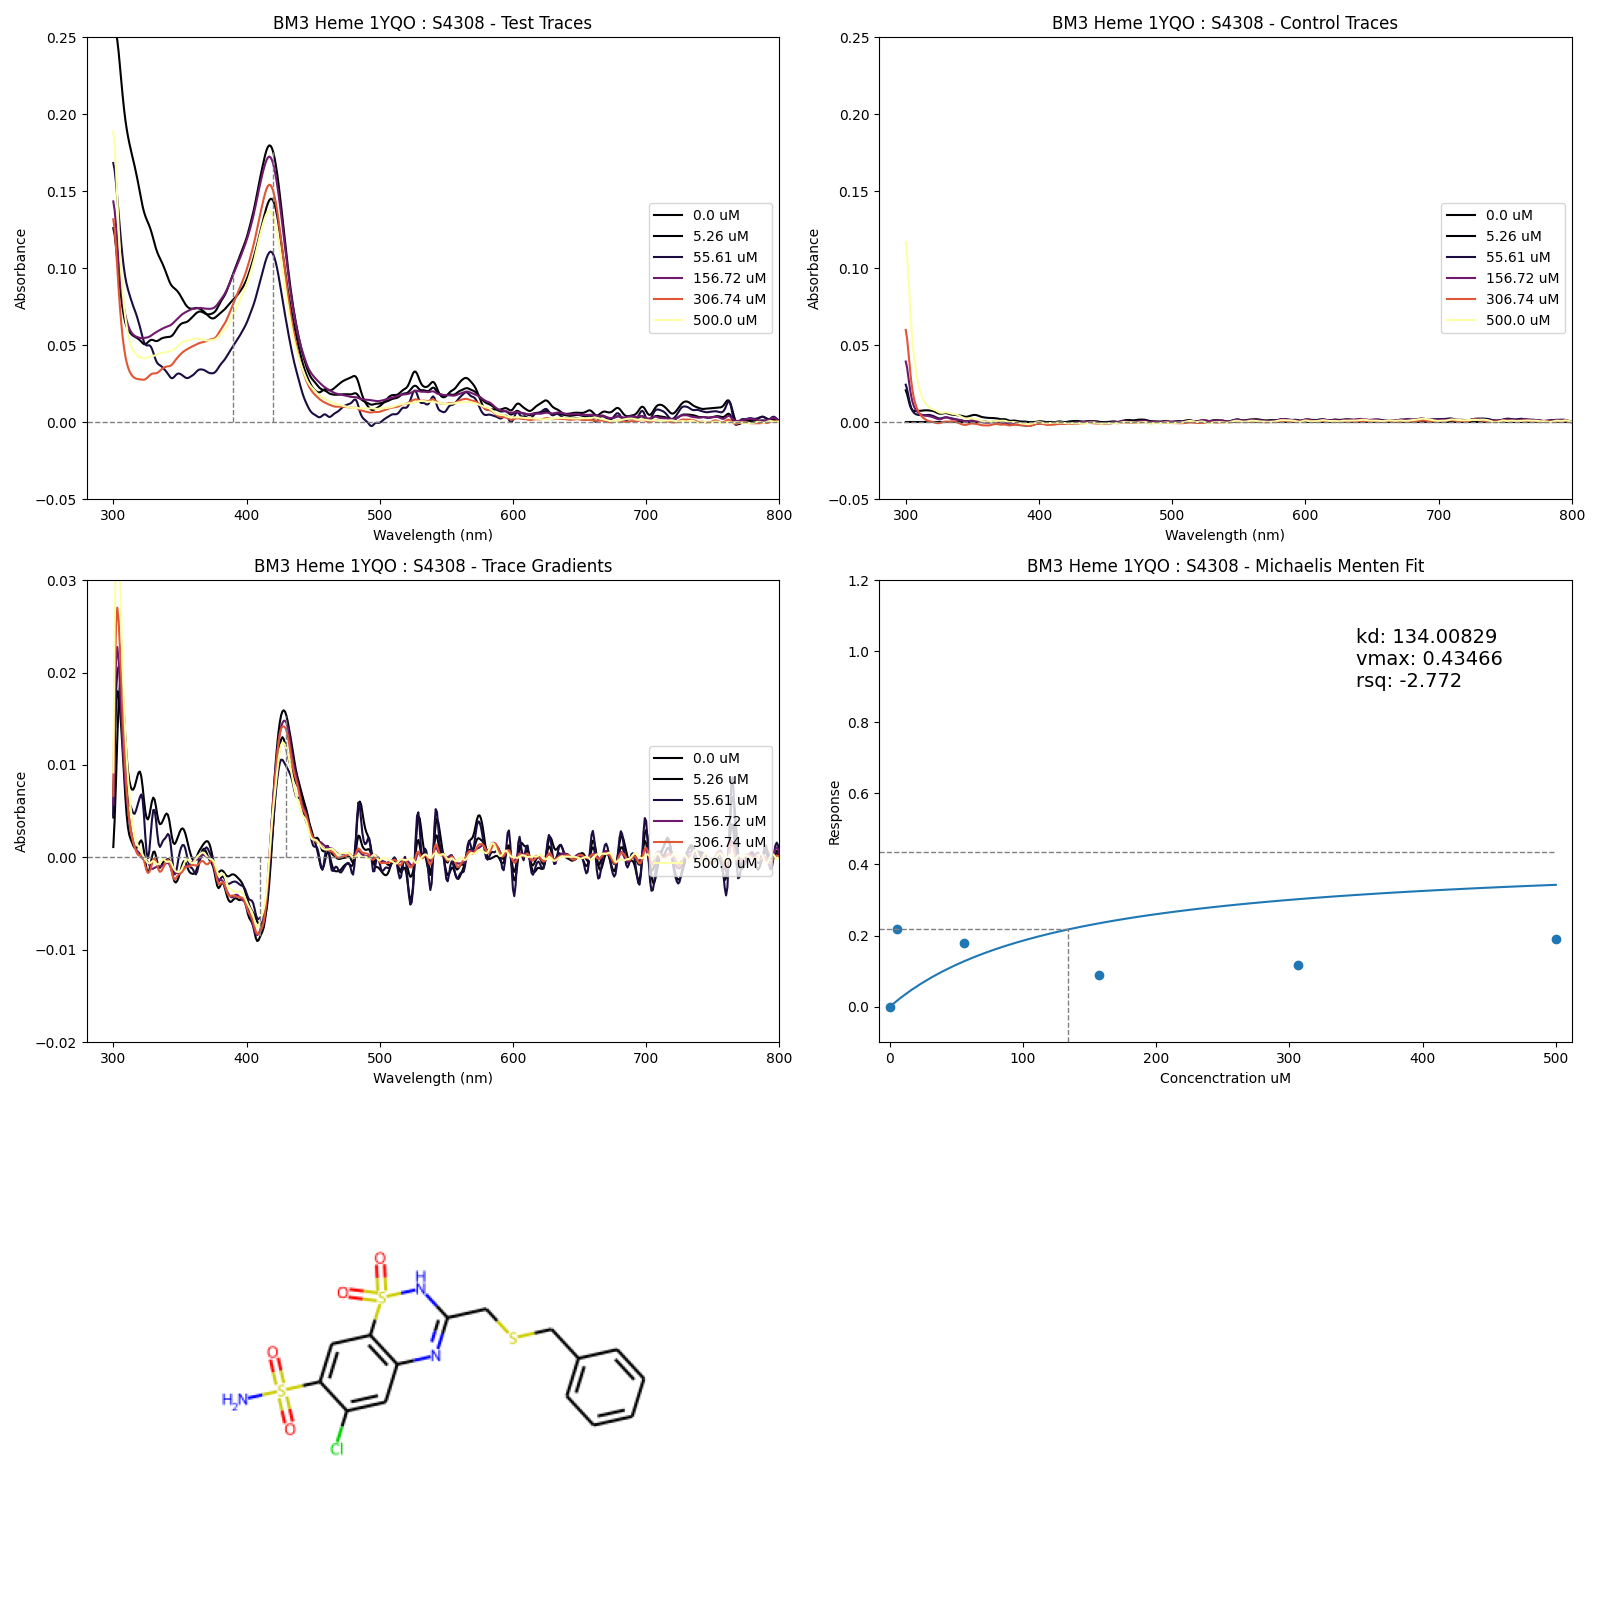 BM3 Heme 1YQO : S4308 - Test Traces
0.25
0.20
0.15
0.10
0.05
0.00
−0.05
Absorbance
300 400 500 600 700 800
Wavelength (nm)
0.0 uM
5.26 uM
55.61 uM
156.72 uM
306.74 uM
500.0 uM
BM3 Heme 1YQO : S4308 - Control Traces
0.25
0.20
0.15
0.10
0.05
0.00
−0.05
Absorbance
300 400 500 600 700 800
Wavelength (nm)
0.0 uM
5.26 uM
55.61 uM
156.72 uM
306.74 uM
500.0 uM
BM3 Heme 1YQO : S4308 - Trace Gradients
0.03
0.02
0.01
0.00
−0.01
−0.02
Absorbance
300 400 500 600 700 800
Wavelength (nm)
0.0 uM
5.26 uM
55.61 uM
156.72 uM
306.74 uM
500.0 uM
BM3 Heme 1YQO : S4308 - Michaelis Menten Fit
1.2
1.0
0.8
0.6
0.4
0.2
0.0
Response
kd: 134.00829
vmax: 0.43466
rsq: -2.772
0 100 200 300 400 500
Concenctration uM
O
H
N
O
S
S
O
N
H2N
S
O
Cl